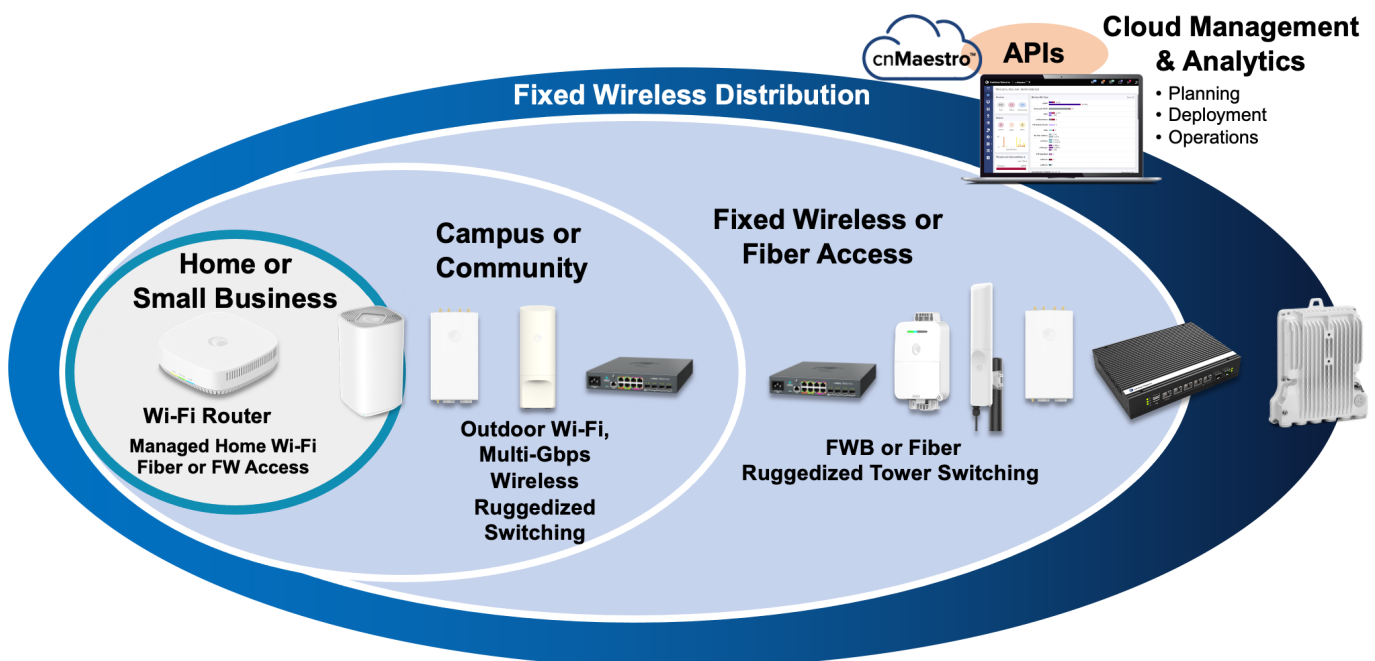 cnMaestro™
APIs
Cloud Management
& Analytics
• Planning
• Deployment
• Operations
Fixed Wireless Distribution
Fixed Wireless or
Fiber Access
Campus or
Community
Home or
Small Business
Wi-Fi Router
Managed Home Wi-Fi
Fiber or FW Access
Outdoor Wi-Fi,
Multi-Gbps
Wireless
Ruggedized
Switching
FWB or Fiber
Ruggedized Tower Switching